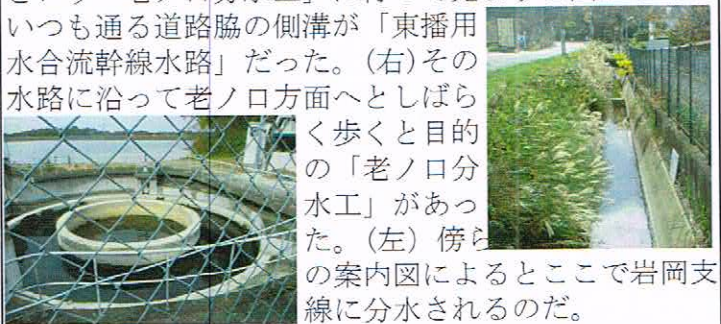 いつも通る道路脇の側溝が「東播用
水合流幹線水路」だった。(右)その
水路に沿って老ノ口方面へとしばら
く歩くと目的
の「老ノ口分
水工」があっ
た。(左) 傍ら
の案内図によるとここで岩岡支
線に分水されるのだ。